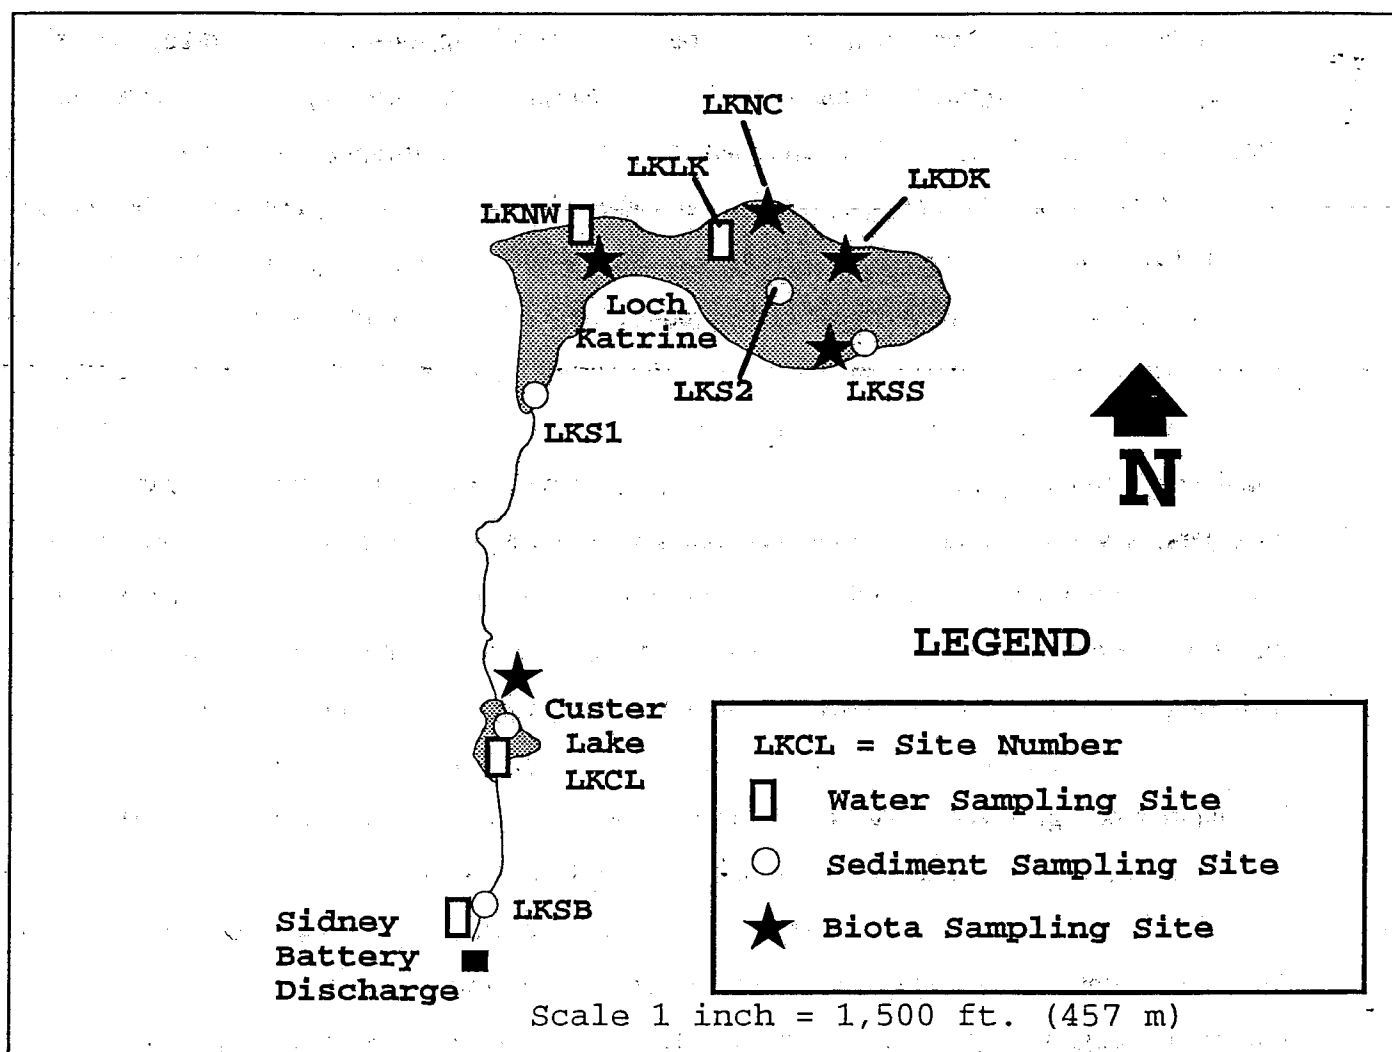 LKNC
LKLK
LKDK
LKNW
Loch
Katrine
LKS2
LKSS
LKS1
N
LEGEND
Custer
Lake
LKCL
LKCL = Site Number
Water Sampling Site
Sediment Sampling Site
Biota Sampling Site
LKSB
Sidney
Battery
Discharge
Scale 1 inch = 1,500 ft. (457 m)